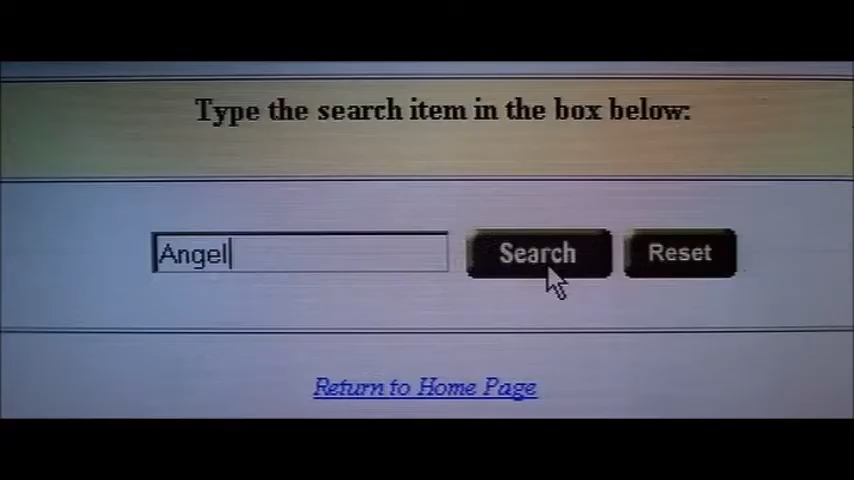 Type the search item in the box below:
Angel Search Reset
Return to Home Page